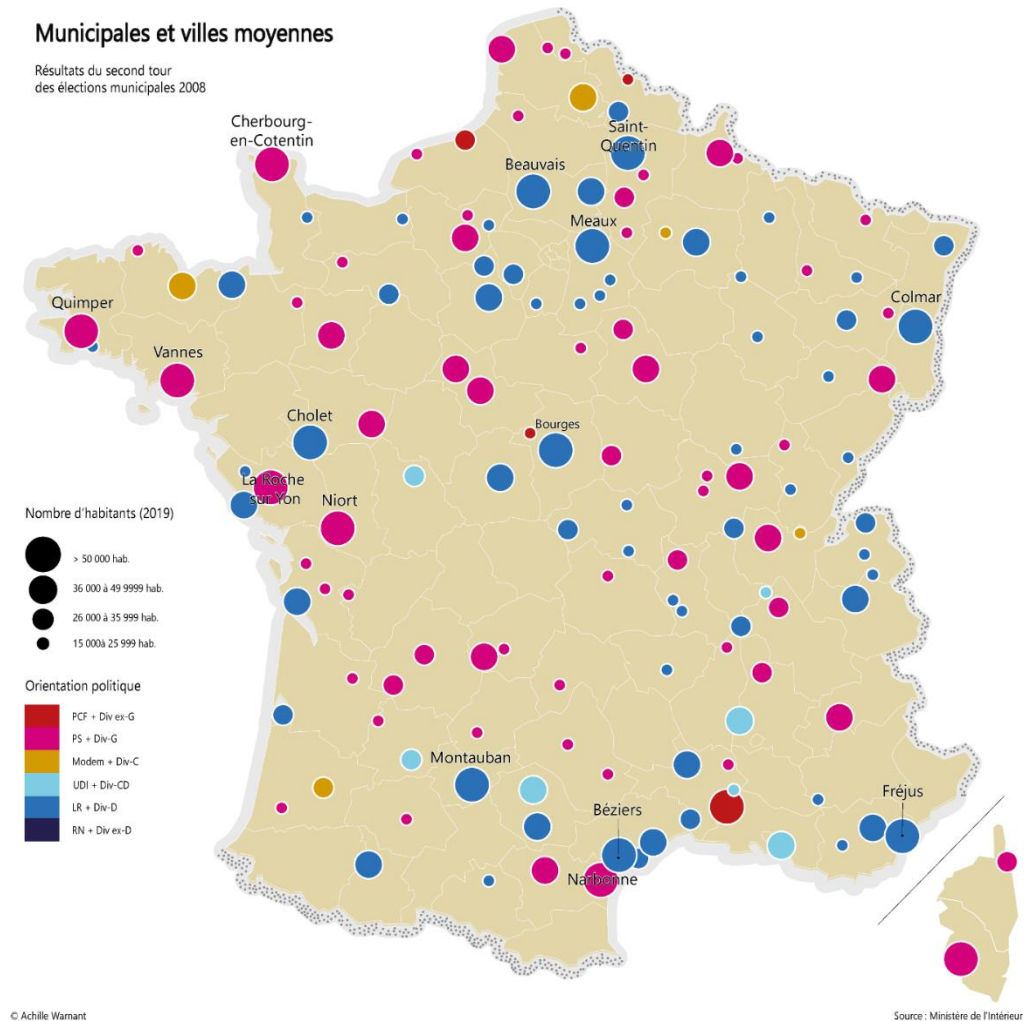 Municipales et villes moyennes
Résultats du second tour
des élections municipales 2008
Cherbourg-
en-Cotentin
Saint-
Quentin
Beauvais
Meaux
Quimper
Colmar
Vannes
Cholet
Bourges
La Roche
sur Yon
Niort
Nombre d'habitants (2019)
> 50 000 hab.
36 000 à 49 9999 hab.
26 000 à 35 999 hab.
15 000à 25 999 hab.
Orientation politique
PCF + Div ex-G
PS + Div-G
Modem + Div-C
UDI + Div-CD
LR + Div-D
RN + Div ex-D
Montauban
Béziers
Fréjus
Narbonne
© Achille Warnant
Source : Ministère de l'Intérieur